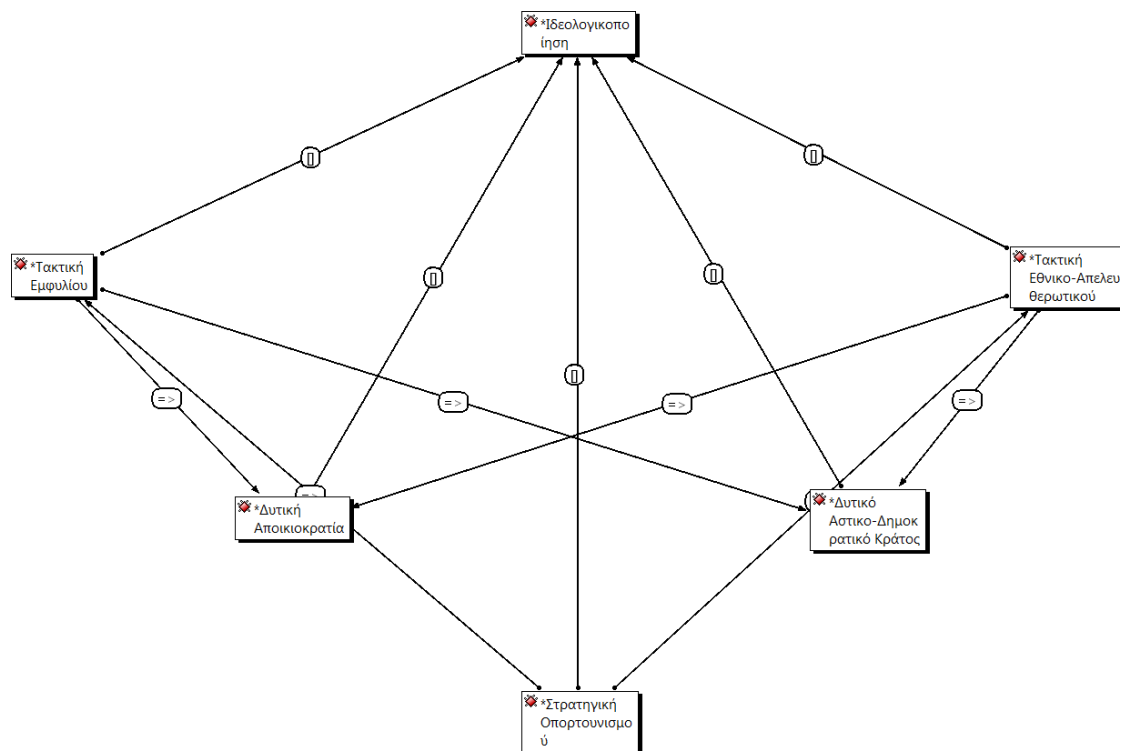 *Ιδεολογικοπο
ίηση
[]
[]
*Τακτική
Εμφυλίου
*Τακτική
Εθνικο-Απελευ
θερωτικού
[]
[]
[]
=>
=>
=>
=>
=>
*Δυτική
Αποικιοκρατία
*Δυτικό
Αστικο-Δημοκ
ρατικό Κράτος
*Στρατηγική
Οπορτουνισμο
ύ